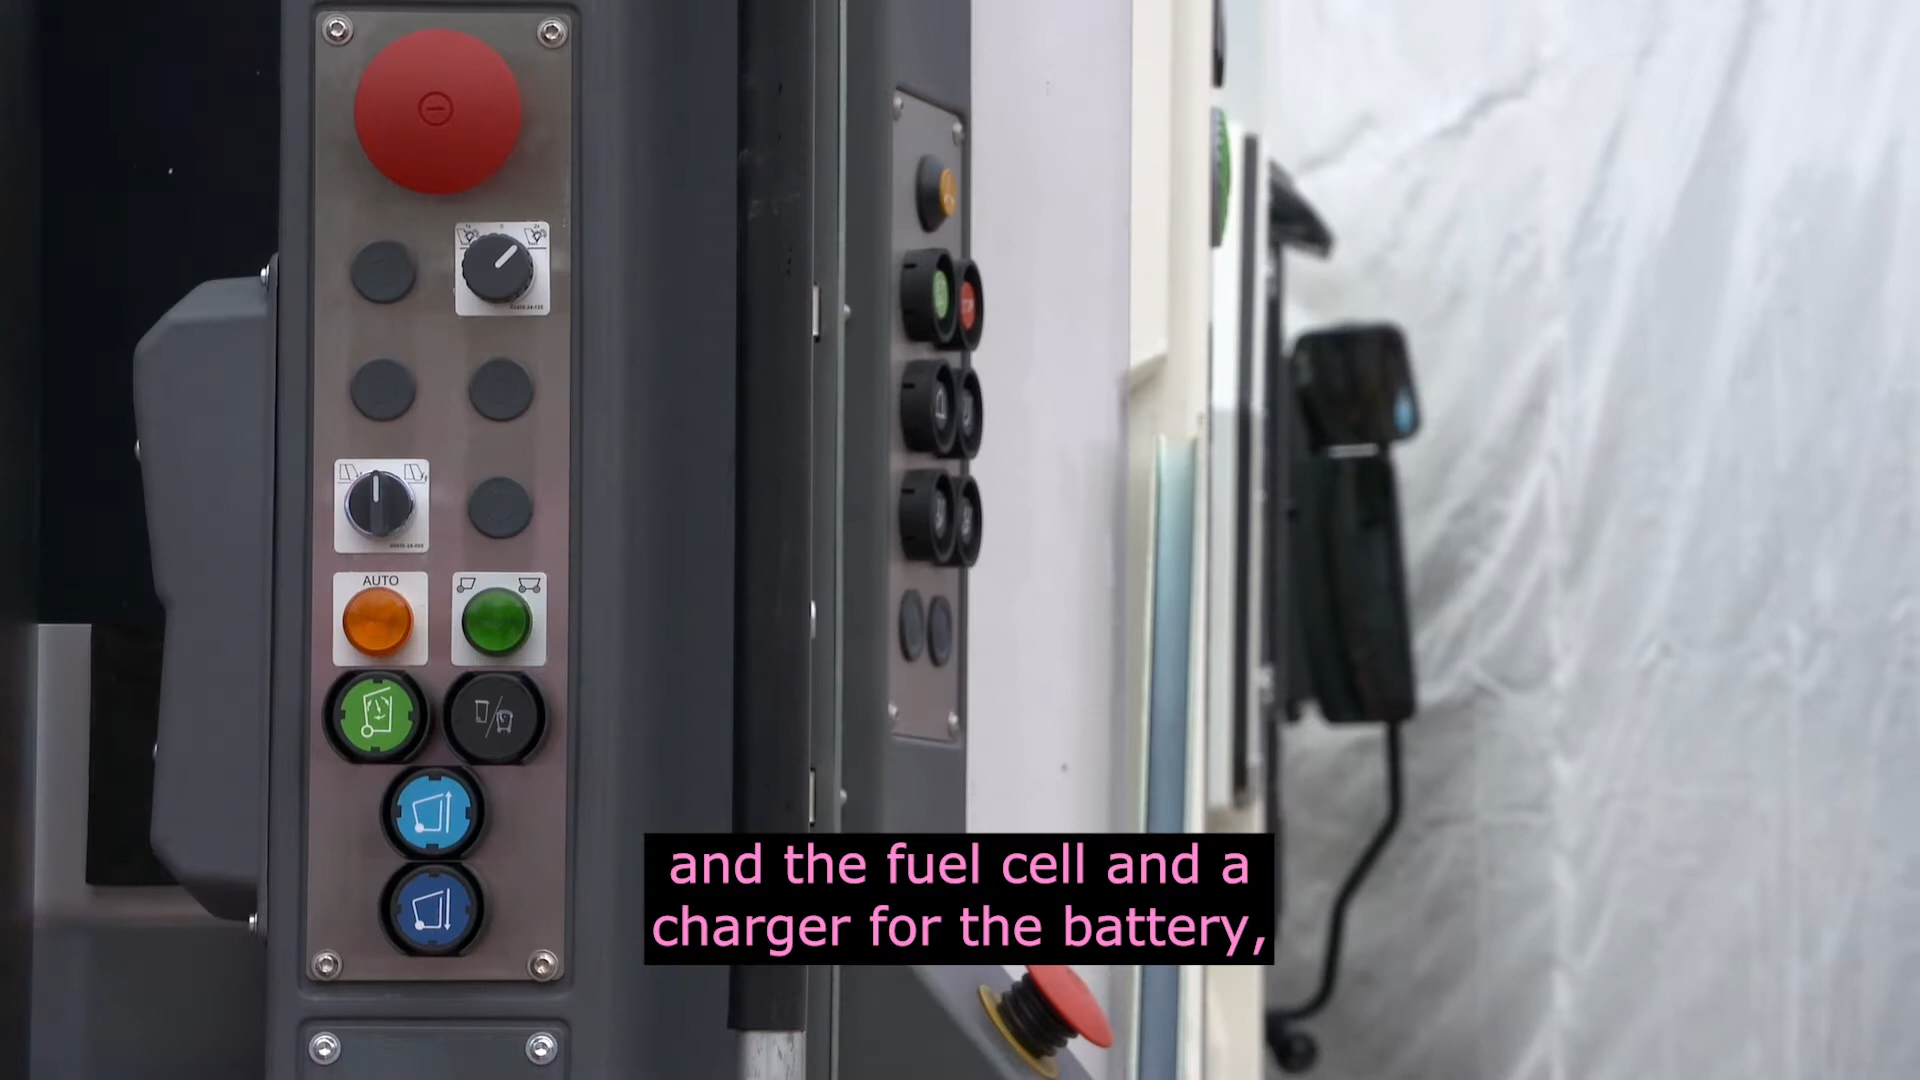 AUTO
and the fuel cell and a
charger for the battery,